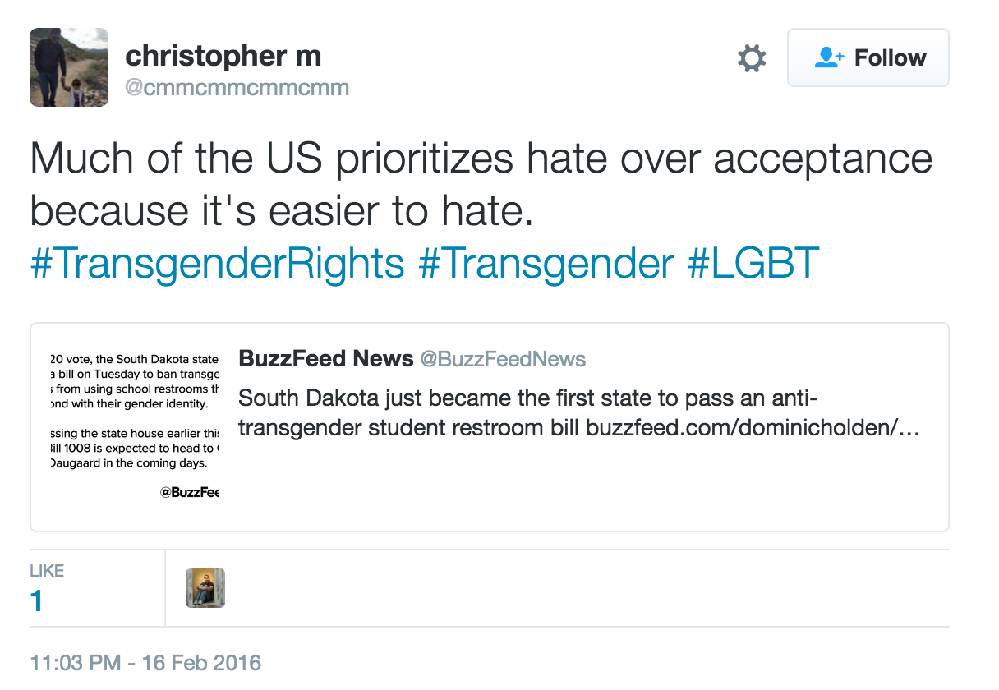 christopher m
@cmmcmmcmmcmm
Follow
Much of the US prioritizes hate over acceptance
because it's easier to hate.
#TransgenderRights #Transgender #LGBT
20 vote, the South Dakota state
a bill on Tuesday to ban transge
s from using school restrooms th
ond with their gender identity.
ssing the state house earlier this
ill 1008 is expected to head to
Daugaard in the coming days.
@BuzzFee
BuzzFeed News @BuzzFeedNews
South Dakota just became the first state to pass an anti-
transgender student restroom bill buzzfeed.com/dominicholden/…
LIKE
1
11:03 PM - 16 Feb 2016